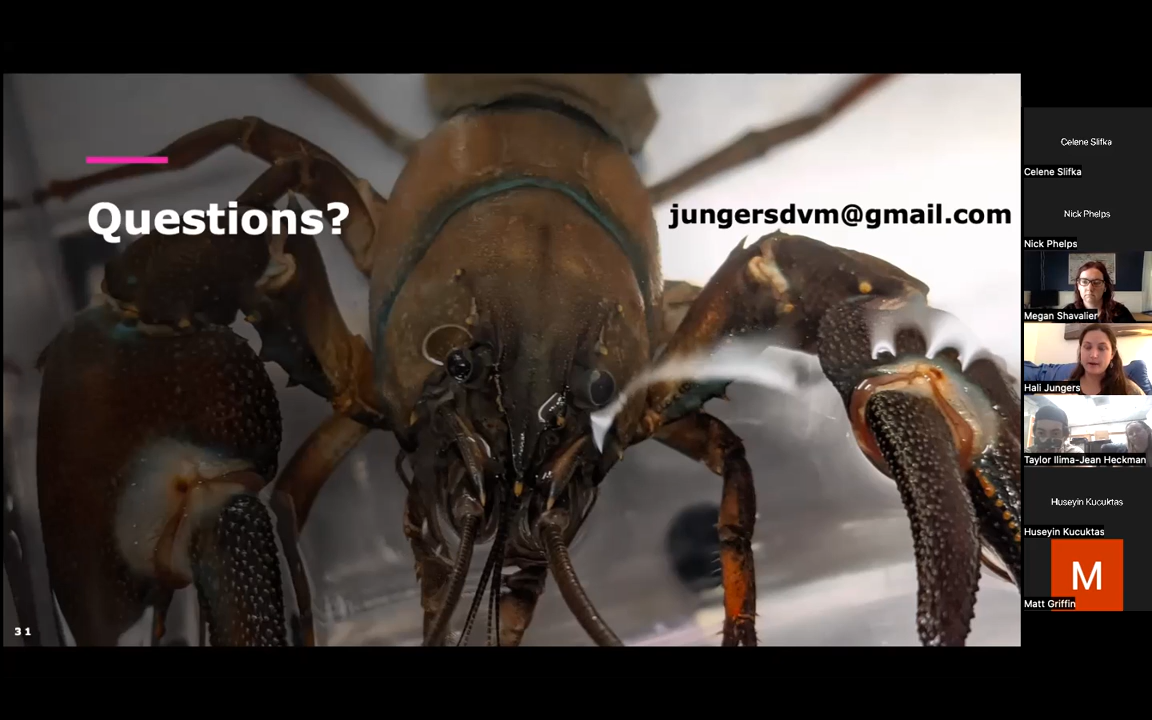 Questions?
jungersdvm@gmail.com
31
Celene Slifka
Celene Slifka
Nick Phelps
Nick Phelps
Megan Shavalier
Hali Jungers
Taylor Ilima-Jean Heckman
Huseyin Kucuktas
Huseyin Kucuktas
M
Matt Griffin